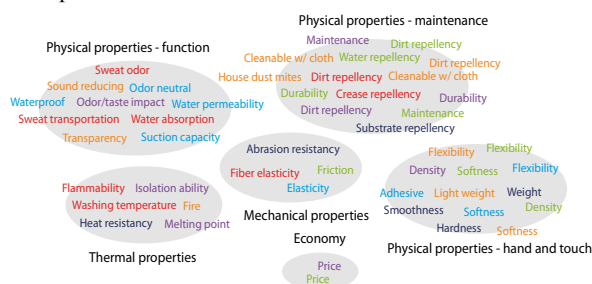 Physical properties - maintenance
Maintenance
Dirt repellency
Physical properties - function
Cleanable w/ cloth
Water repellency
Dirt repellency
Sweat odor
House dust mites
Dirt repellency
Cleanable w/ cloth
Sound reducing
Odor neutral
Durability
Crease repellency
Durability
Waterproof
Odor/taste impact
Water permeability
Dirt repellency
Maintenance
Sweat transportation
Water absorption
Substrate repellency
Transparency
Suction capacity
Abrasion resistancy
Flexibility
Flexibility
Fiber elasticity
Friction
Density
Softness
Flexibility
Flammability
Isolation ability
Elasticity
Adhesive
Light weight
Weight
Washing temperature
Fire
Smoothness
Softness
Density
Heat resistancy
Melting point
Mechanical properties
Hardness
Softness
Economy
Physical properties - hand and touch
Thermal properties
Price
Price